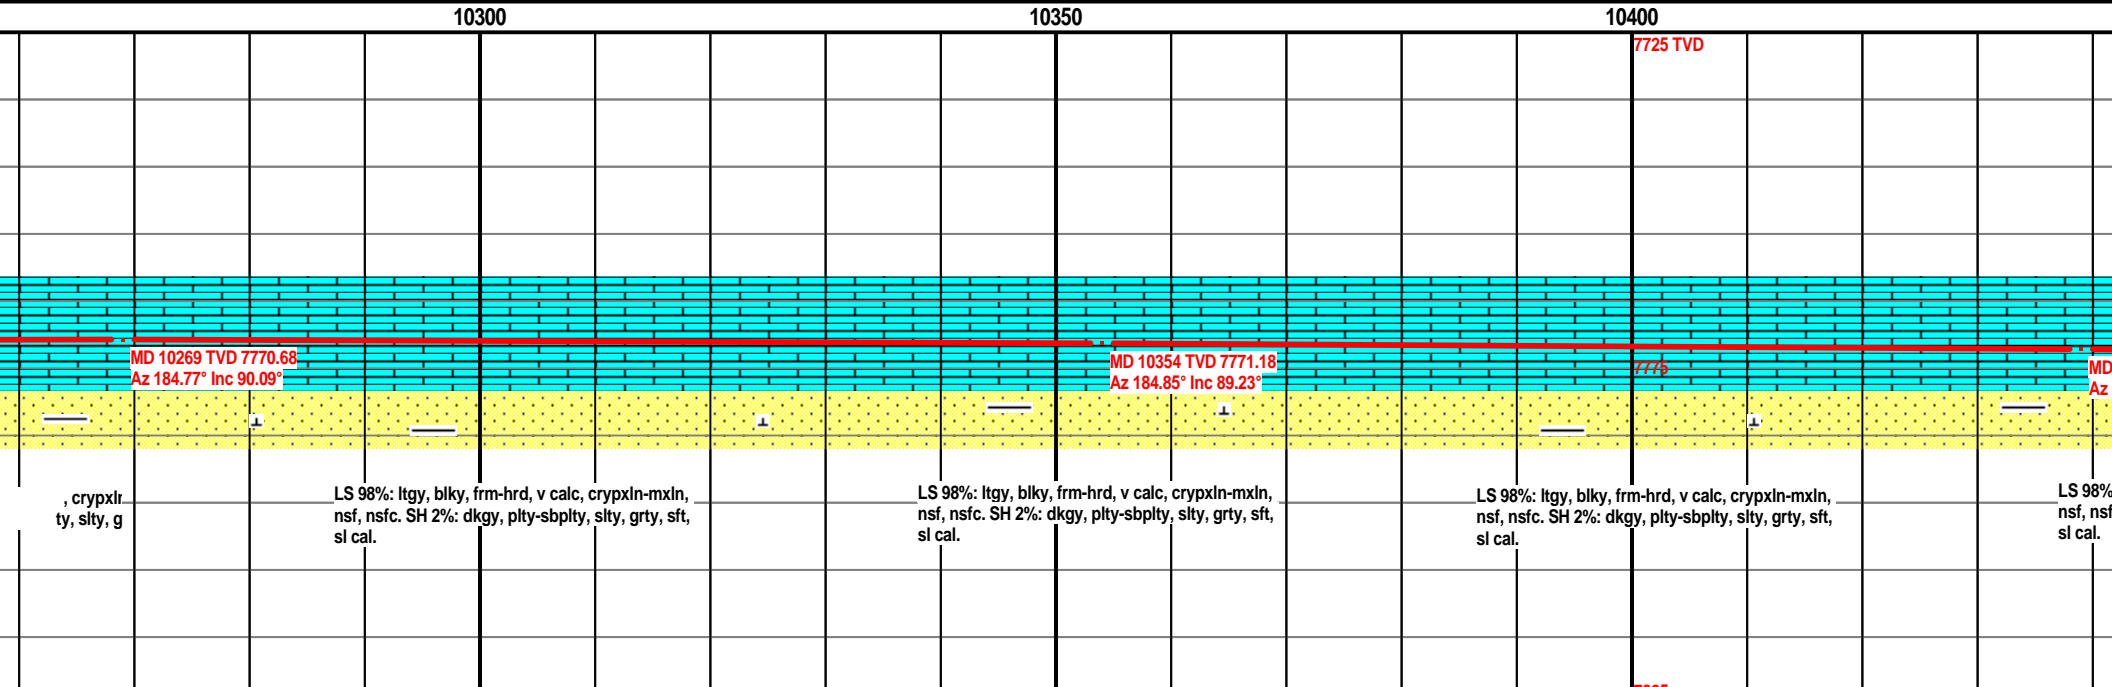 10300 10350 10400
7725 TVD
MD 10269 TVD 7770.68
Az 184.77° Inc 90.09°
MD 10354 TVD 7771.18
Az 184.85° Inc 89.23°
7775
MD
Az
, crypxln
ty, slty, g
LS 98%: ltgy, blky, frm-hrd, v calc, crypxln-mxln,
nsf, nsfc. SH 2%: dkgy, plty-sbplty, slty, grty, sft,
sl cal.
LS 98%: ltgy, blky, frm-hrd, v calc, crypxln-mxln,
nsf, nsfc. SH 2%: dkgy, plty-sbplty, slty, grty, sft,
sl cal.
LS 98%: ltgy, blky, frm-hrd, v calc, crypxln-mxln,
nsf, nsfc. SH 2%: dkgy, plty-sbplty, slty, grty, sft,
sl cal.
LS 98%
nsf, nsf
sl cal.